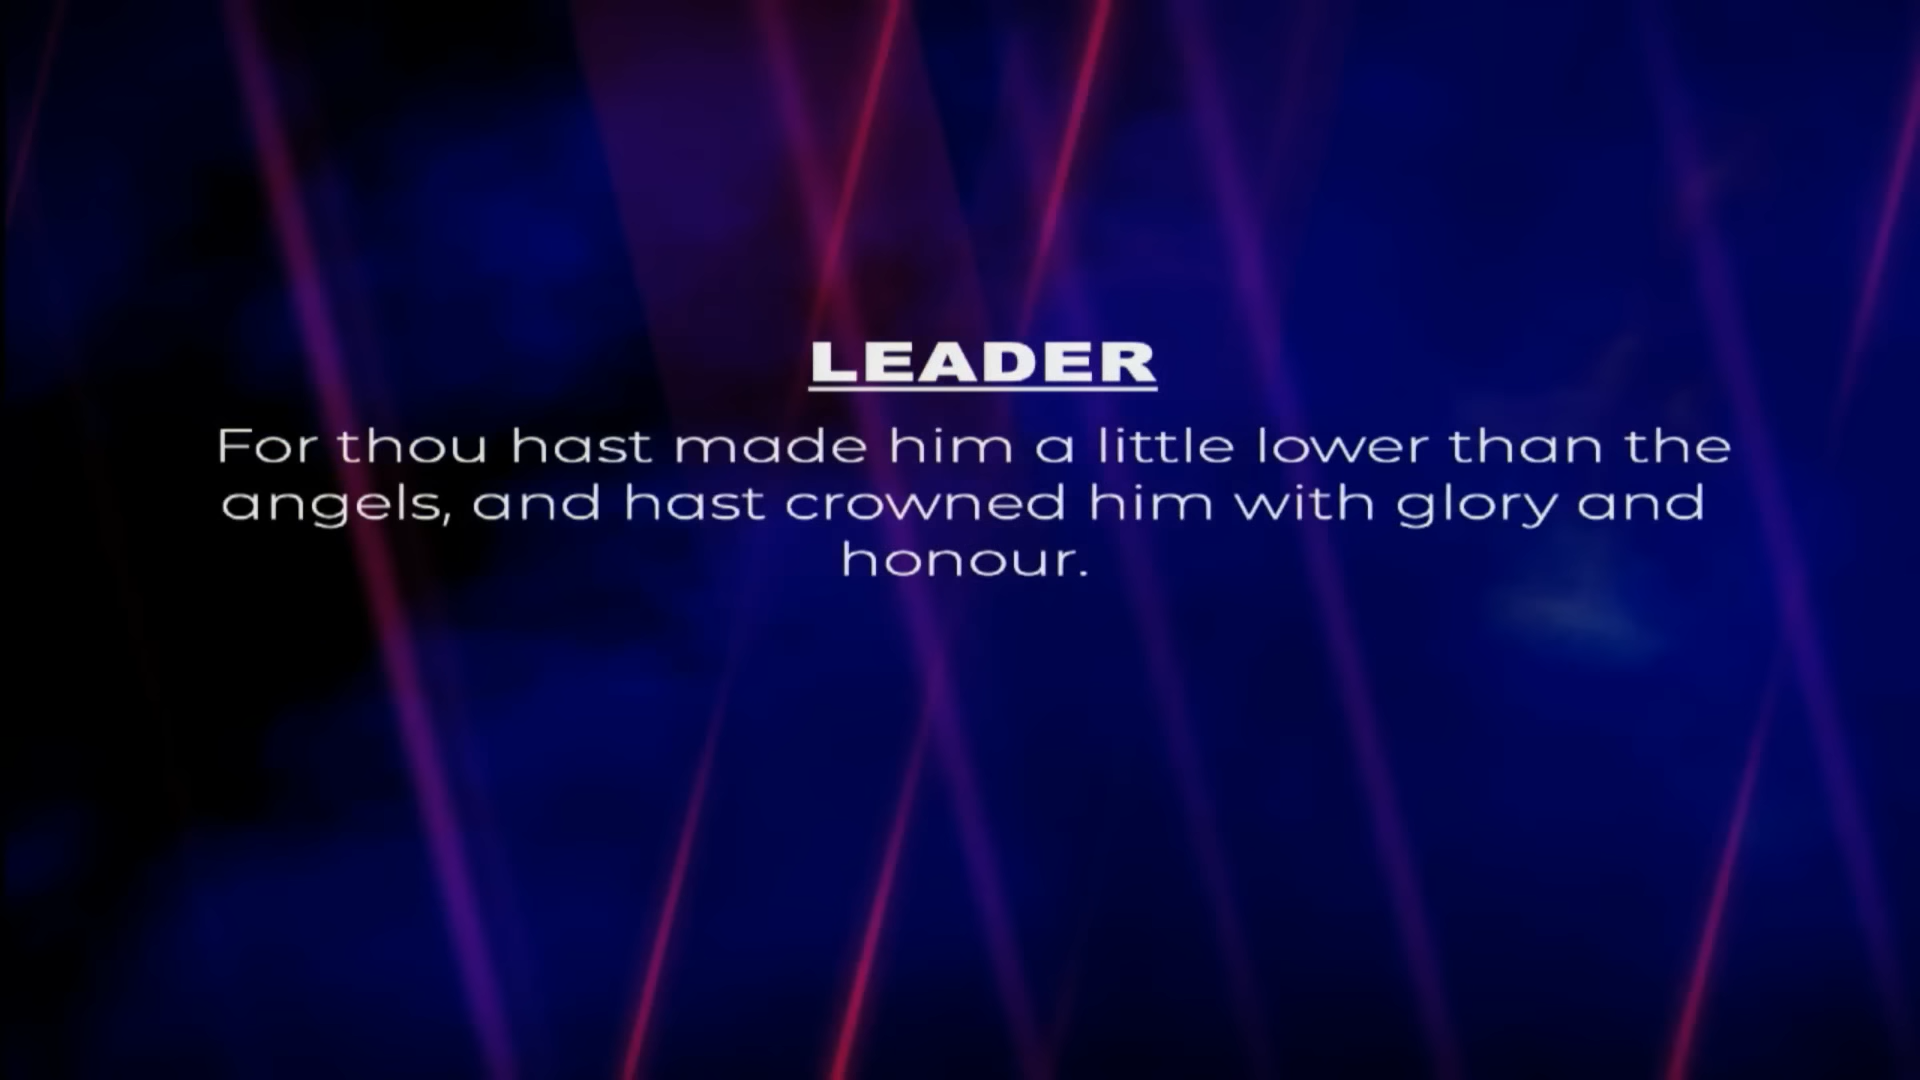 LEADER
For thou hast made him a little lower than the
angels, and hast crowned him with glory and
honour.